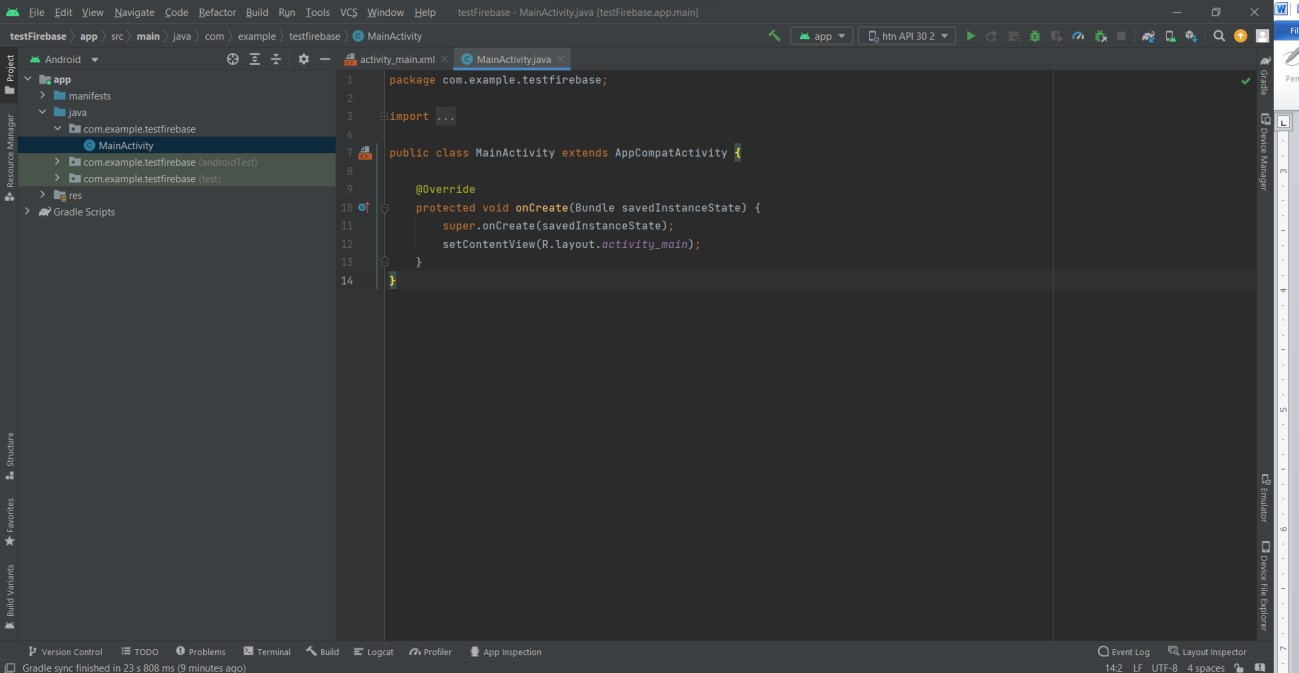 File Edit View Navigate Code Refactor Build Run Tools VCS Window Help testFirebase - MainActivity.java [testFirebase.app.main]
testFirebase app src main java com example testfirebase MainActivity app htn API 30 2
Android activity_main.xml MainActivity.java
Project
Resource Manager
Structure
Favorites
Build Variants
app
manifests
java
com.example.testfirebase
MainActivity
com.example.testfirebase (androidTest)
com.example.testfirebase (test)
res
Gradle Scripts
1 package com.example.testfirebase;
2
3 import ...
6
7 public class MainActivity extends AppCompatActivity {
8
9 @Override
10 protected void onCreate(Bundle savedInstanceState) {
11 super.onCreate(savedInstanceState);
12 setContentView(R.layout.activity_main);
13 }
14 }
Gradle
Device Manager
Emulator
Device File Explorer
Version Control TODO Problems Terminal Build Logcat Profiler App Inspection Event Log Layout Inspector
Gradle sync finished in 23 s 808 ms (9 minutes ago) 14:2 LF UTF-8 4 spaces
W
Fil
Pen
L
3
4
5
6
7